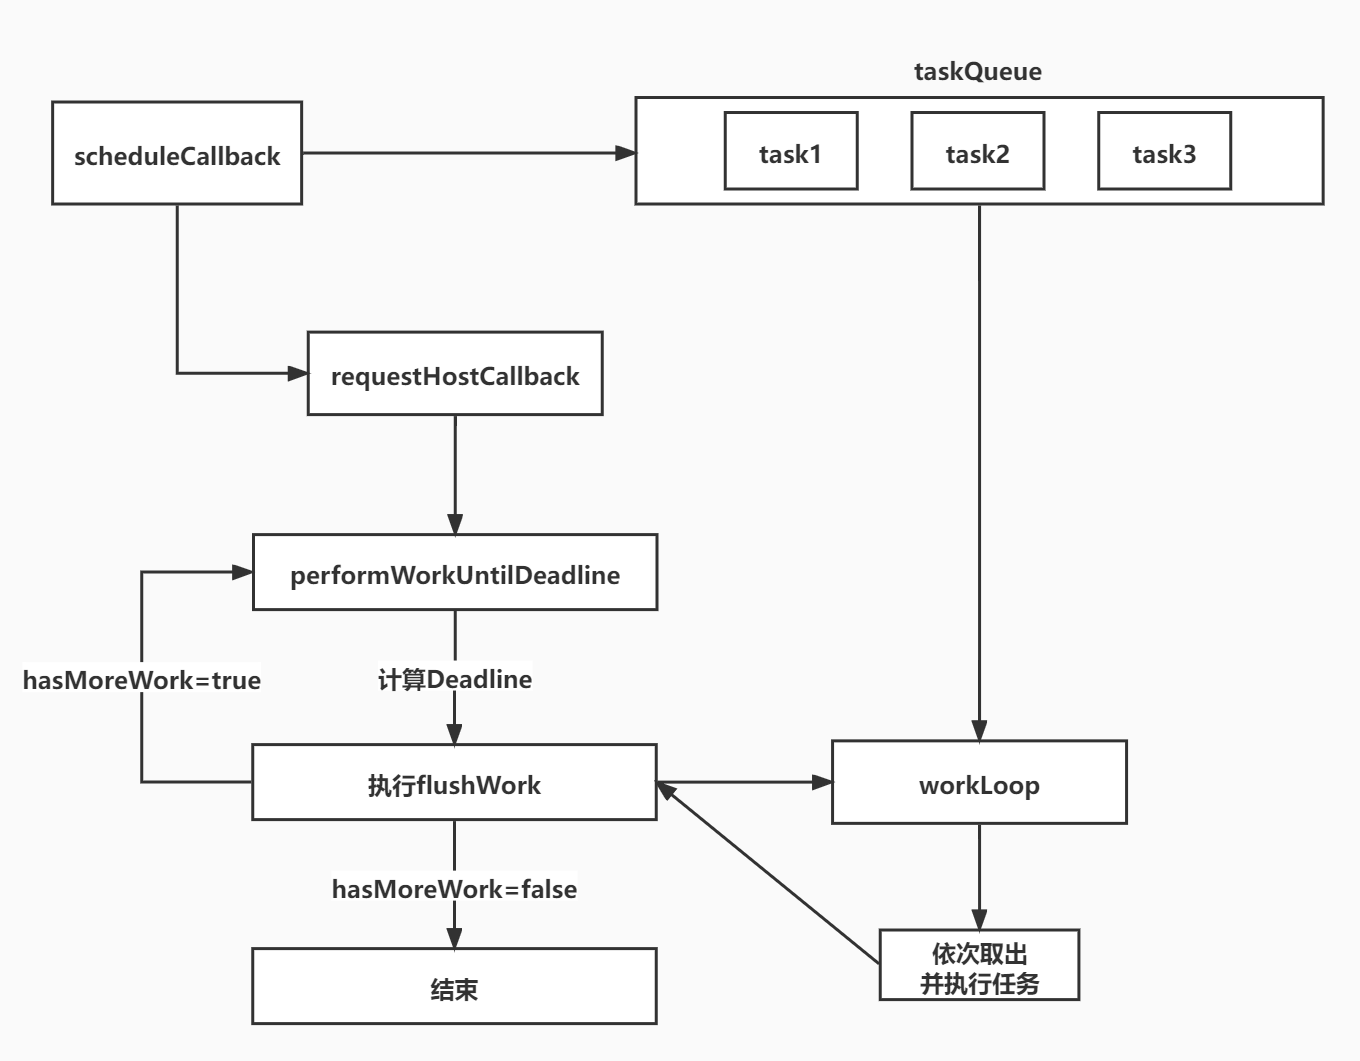 taskQueue
scheduleCallback
task1
task2
task3
requestHostCallback
performWorkUntilDeadline
hasMoreWork=true
计算Deadline
执行flushWork
workLoop
hasMoreWork=false
依次取出
并执行任务
结束